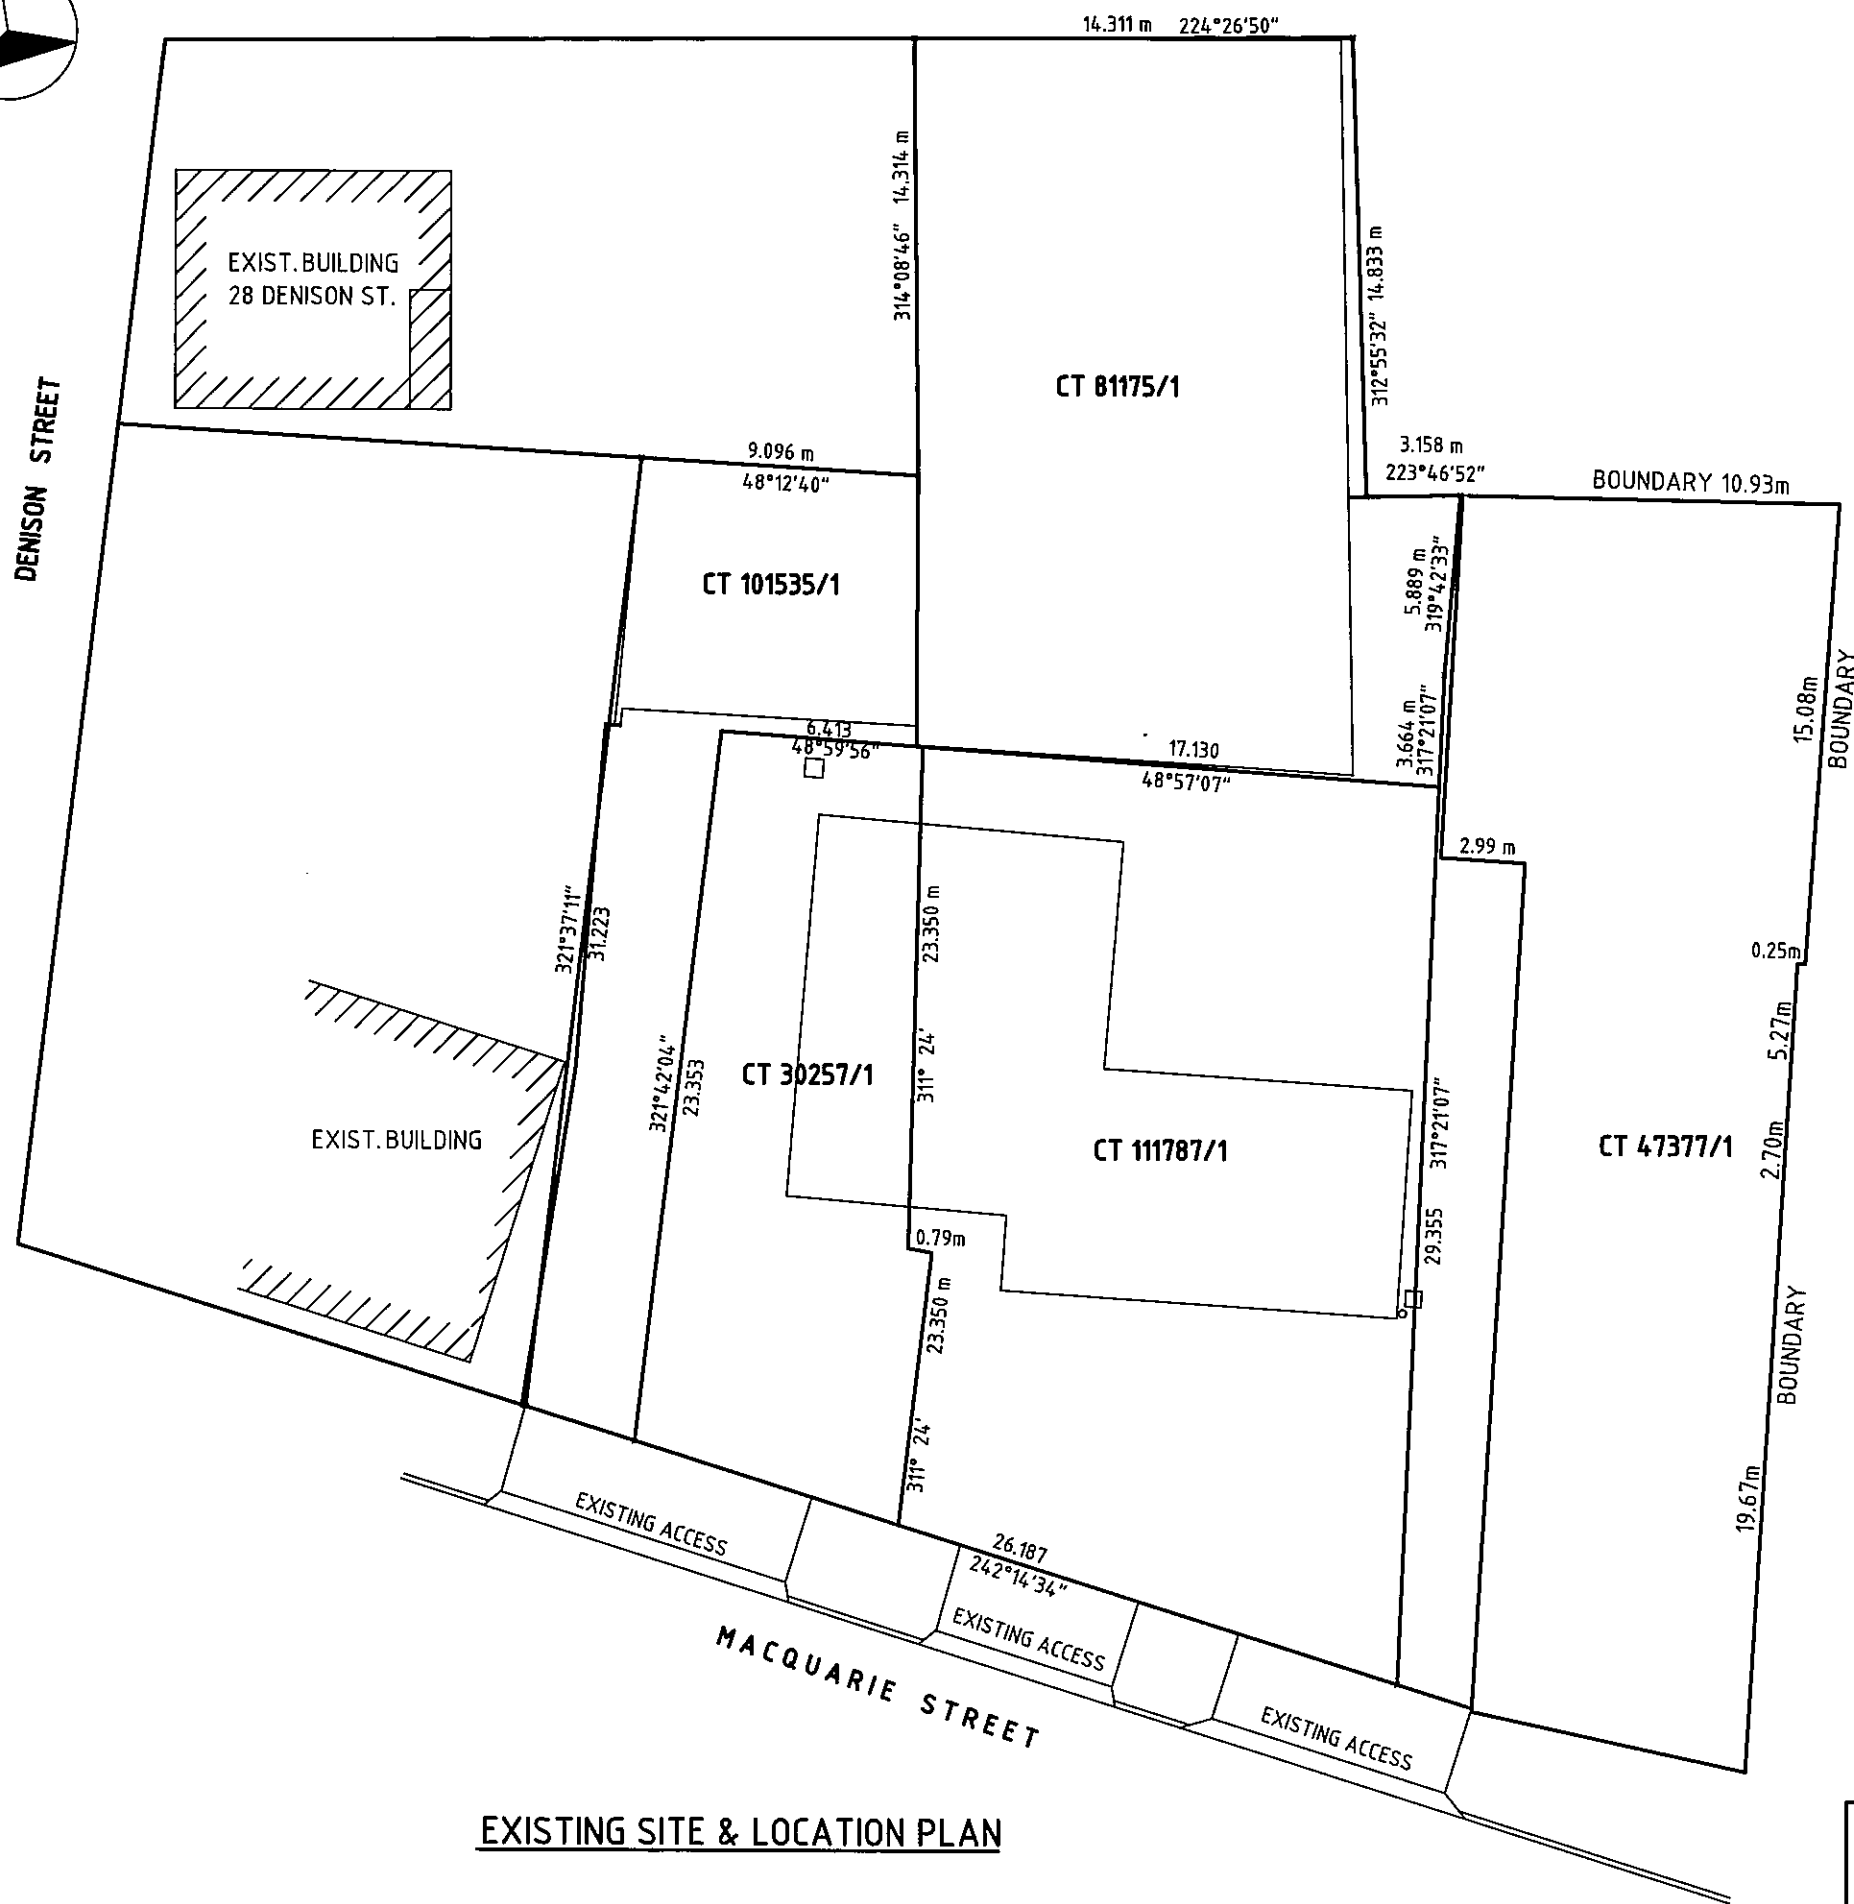 14.311 m 224°26'50"
314°08'46" 14.314 m
EXIST. BUILDING
28 DENISON ST.
312°55'32" 14.833 m
CT 81175/1
DENISON STREET
9.096 m
48°12'40"
3.158 m
223°46'52"
BOUNDARY 10.93m
CT 101535/1
5.889 m
319°42'33"
3.664 m
317°21'07"
15.08m
BOUNDARY
6.413
48°59'56"
17.130
48°57'07"
2.99 m
321°37'11"
31.223
23.350 m
311° 24'
0.25m
5.27m
321°42'04"
23.353
CT 30257/1
EXIST. BUILDING
CT 111787/1
317°21'07"
29.355
CT 47377/1
2.70m
0.79m
23.350 m
311° 24'
BOUNDARY
19.67m
EXISTING ACCESS
26.187
242°14'34"
EXISTING ACCESS
EXISTING ACCESS
MACQUARIE STREET
EXISTING SITE & LOCATION PLAN